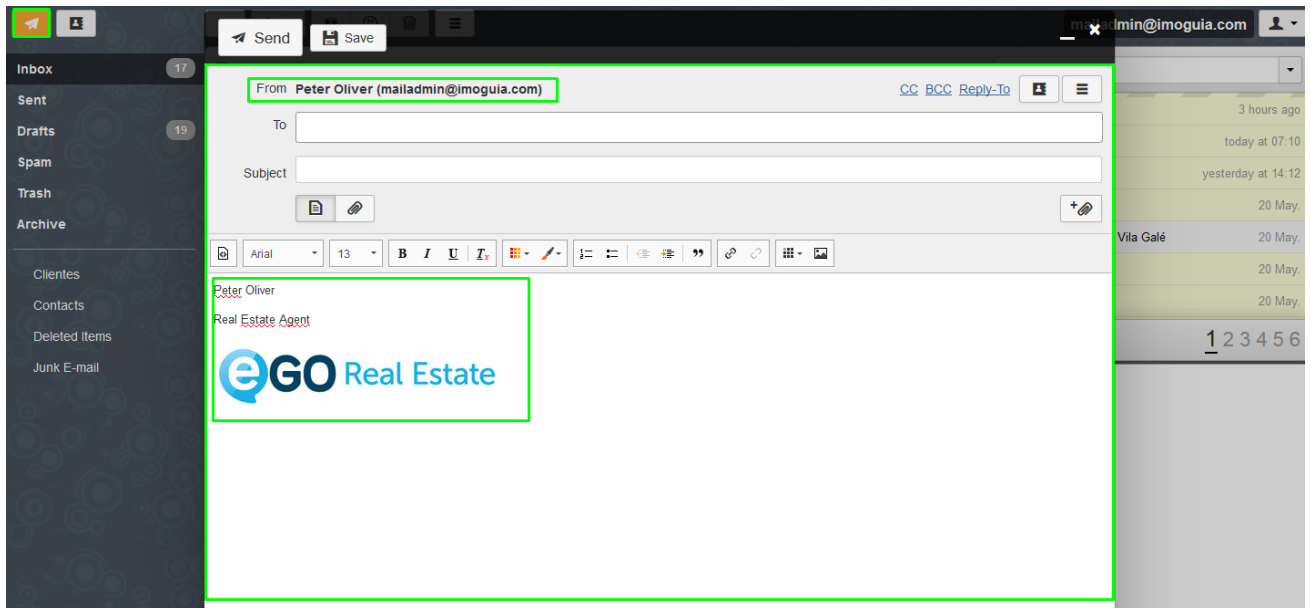 Send Save
mailadmin@imoguia.com
Inbox 17
Sent
Drafts 19
Spam
Trash
Archive
Clientes
Contacts
Deleted Items
Junk E-mail
From Peter Oliver (mailadmin@imoguia.com) CC BCC Reply-To
To
Subject
Arial 13 B I U Tx
Peter Oliver
Real Estate Agent
eGO Real Estate
3 hours ago
today at 07:10
yesterday at 14:12
20 May.
Vila Galé 20 May.
20 May.
20 May.
1 2 3 4 5 6